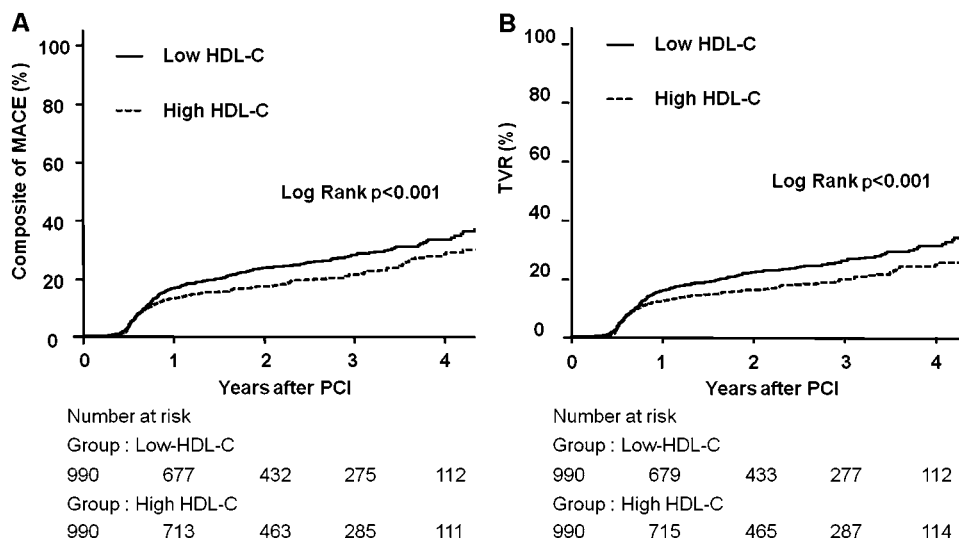 A
Composite of MACE (%)
100
80
60
40
20
0
Low HDL-C
High HDL-C
Log Rank p<0.001
0 1 2 3 4
Years after PCI
Number at risk
Group : Low-HDL-C
990 677 432 275 112
Group : High HDL-C
990 713 463 285 111
B
TVR (%)
100
80
60
40
20
0
Low HDL-C
High HDL-C
Log Rank p<0.001
0 1 2 3 4
Years after PCI
Number at risk
Group : Low-HDL-C
990 679 433 277 112
Group : High HDL-C
990 715 465 287 114